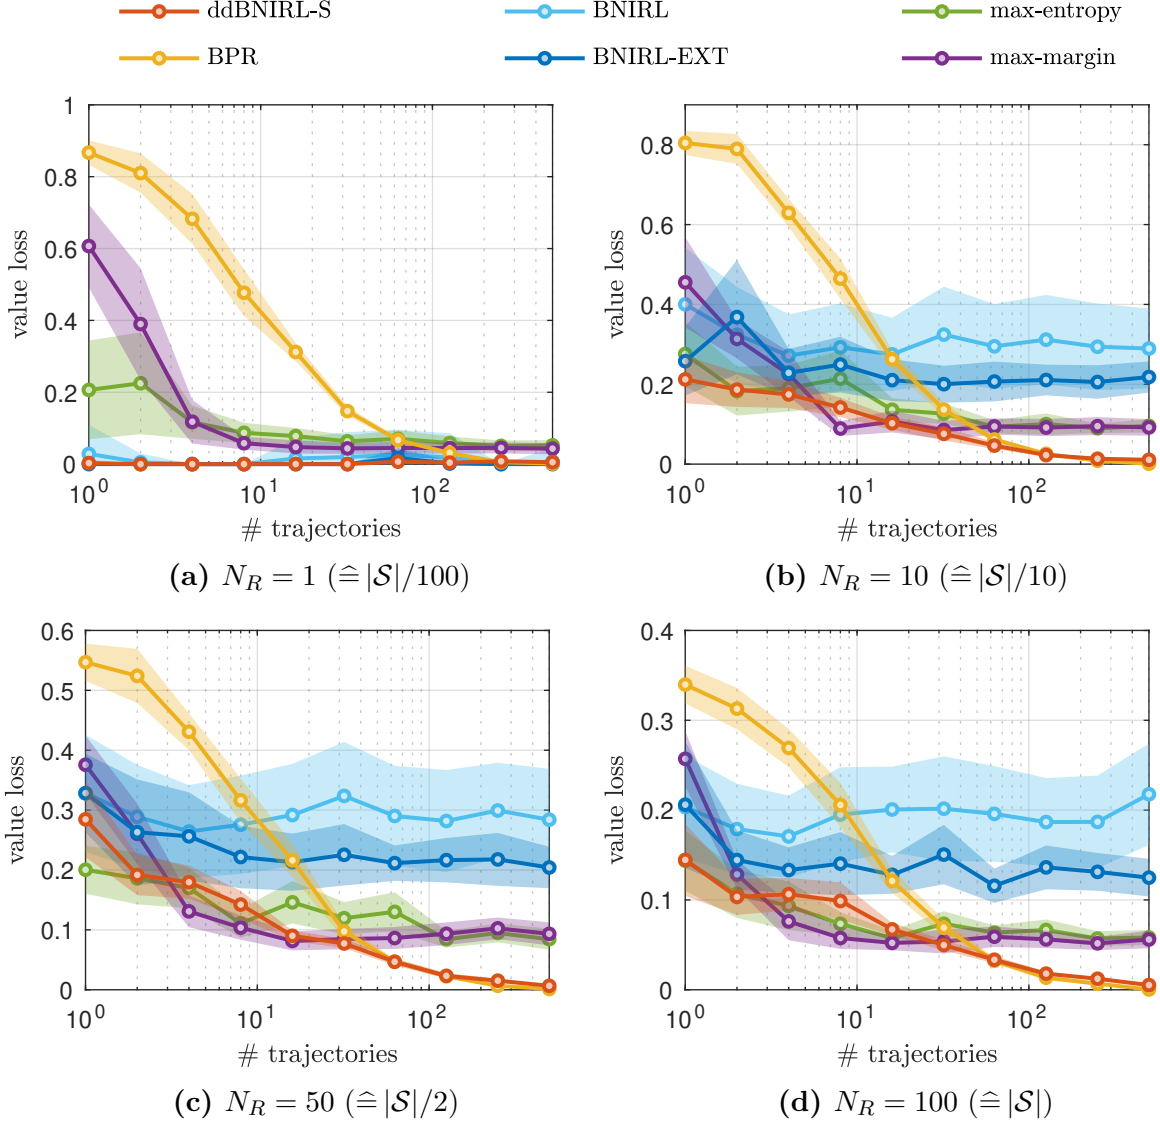 ddBNIRL-S BNIRL max-entropy
BPR BNIRL-EXT max-margin
1
0.8
0.6
0.4
0.2
0
value loss
10^0 10^1 10^2
# trajectories
(a) N_R = 1 (≙ |𝒮|/100)
0.8
0.6
0.4
0.2
0
value loss
10^0 10^1 10^2
# trajectories
(b) N_R = 10 (≙ |𝒮|/10)
0.6
0.5
0.4
0.3
0.2
0.1
0
value loss
10^0 10^1 10^2
# trajectories
(c) N_R = 50 (≙ |𝒮|/2)
0.4
0.3
0.2
0.1
0
value loss
10^0 10^1 10^2
# trajectories
(d) N_R = 100 (≙ |𝒮|)